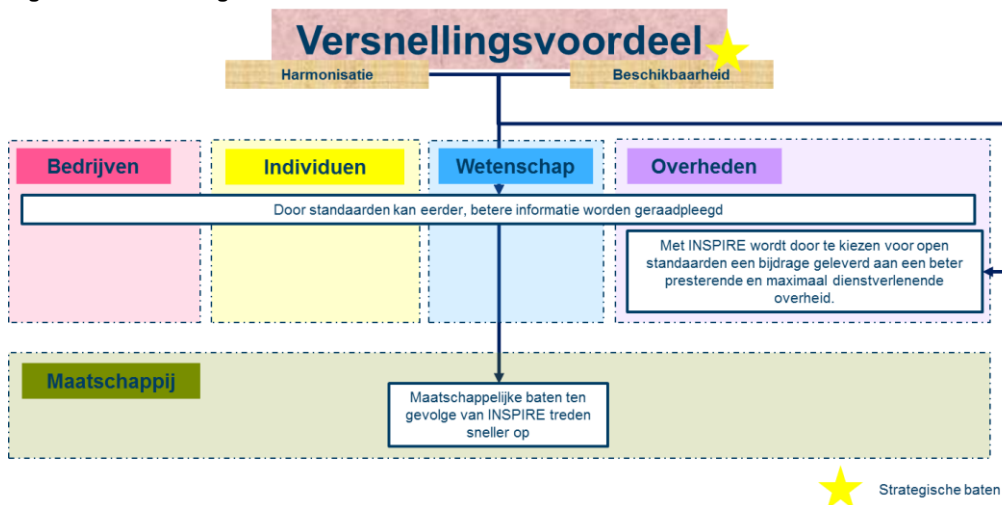 Versnellingsvoordeel
Harmonisatie
Beschikbaarheid
Bedrijven
Individuen
Wetenschap
Overheden
Door standaarden kan eerder, betere informatie worden geraadpleegd
Met INSPIRE wordt door te kiezen voor open
standaarden een bijdrage geleverd aan een beter
presterende en maximaal dienstverlenende
overheid.
Maatschappij
Maatschappelijke baten ten
gevolge van INSPIRE treden
sneller op
Strategische baten